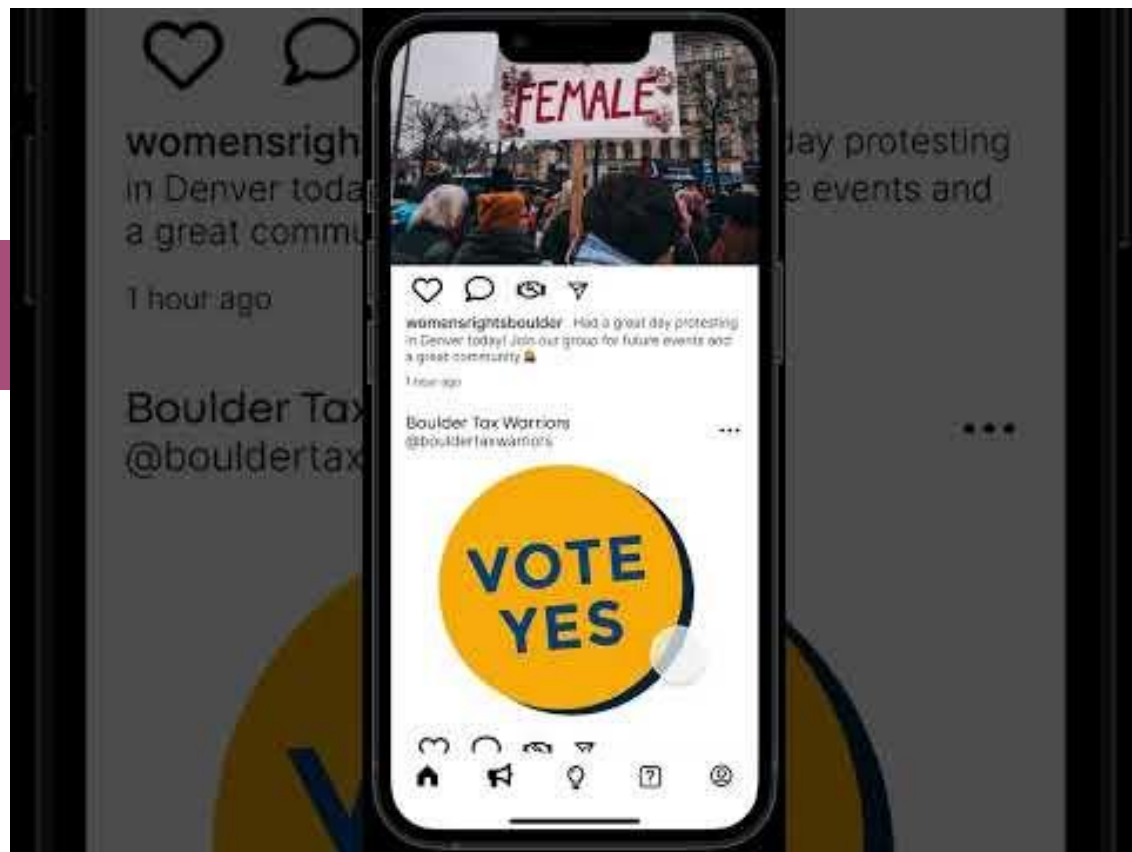 FEMALE
womensrightsboulder Had a great day protesting
in Denver today! Join our group for future events and
a great community
1 hour ago
Boulder Tax Warriors
@bouldertaxwarriors
VOTE
YES
womensrigh
day protesting
in Denver toda
e events and
a great commu
1 hour ago
Boulder Tax
@bouldertax
V